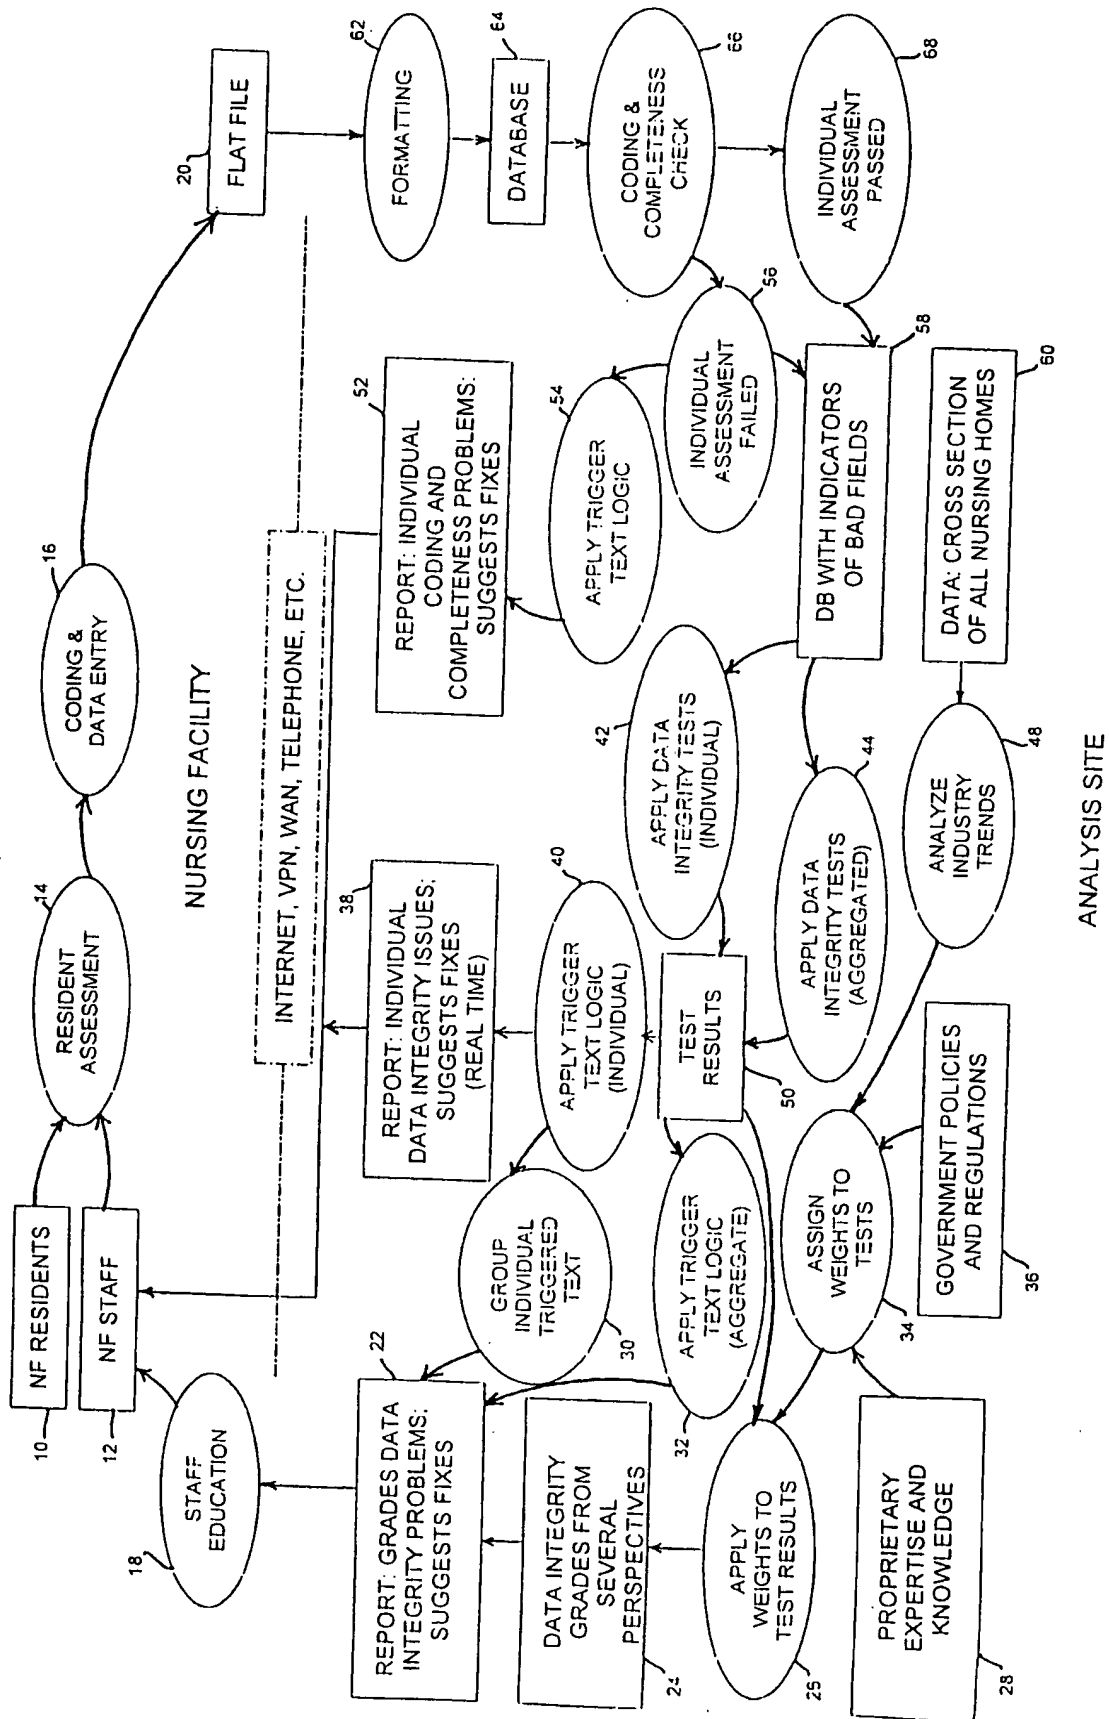 10
NF RESIDENTS
12
NF STAFF
14
RESIDENT
ASSESSMENT
16
CODING &
DATA ENTRY
20
FLAT FILE
18
STAFF
EDUCATION
NURSING FACILITY
INTERNET, VPN, WAN, TELEPHONE, ETC.
62
FORMATTING
22
REPORT: GRADES DATA
INTEGRITY PROBLEMS:
SUGGESTS FIXES
38
REPORT: INDIVIDUAL
DATA INTEGRITY ISSUES;
SUGGESTS FIXES
(REAL TIME)
52
REPORT: INDIVIDUAL
CODING AND
COMPLETENESS PROBLEMS:
SUGGESTS FIXES
64
DATABASE
24
DATA INTEGRITY
GRADES FROM
SEVERAL
PERSPECTIVES
30
GROUP
INDIVIDUAL
TRIGGERED
TEXT
40
APPLY TRIGGER
TEXT LOGIC
(INDIVIDUAL)
54
APPLY TRIGGER
TEXT LOGIC
66
CODING &
COMPLETENESS
CHECK
32
APPLY TRIGGER
TEXT LOGIC
(AGGREGATE)
50
TEST
RESULTS
42
APPLY DATA
INTEGRITY TESTS
(INDIVIDUAL)
56
INDIVIDUAL
ASSESSMENT
FAILED
APPLY
WEIGHTS TO
TEST RESULTS
34
ASSIGN
WEIGHTS TO
TESTS
44
APPLY DATA
INTEGRITY TESTS
(AGGREGATED)
58
DB WITH INDICATORS
OF BAD FIELDS
68
INDIVIDUAL
ASSESSMENT
PASSED
28
PROPRIETARY
EXPERTISE AND
KNOWLEDGE
36
GOVERNMENT POLICIES
AND REGULATIONS
48
ANALYZE
INDUSTRY
TRENDS
60
DATA: CROSS SECTION
OF ALL NURSING HOMES
ANALYSIS SITE